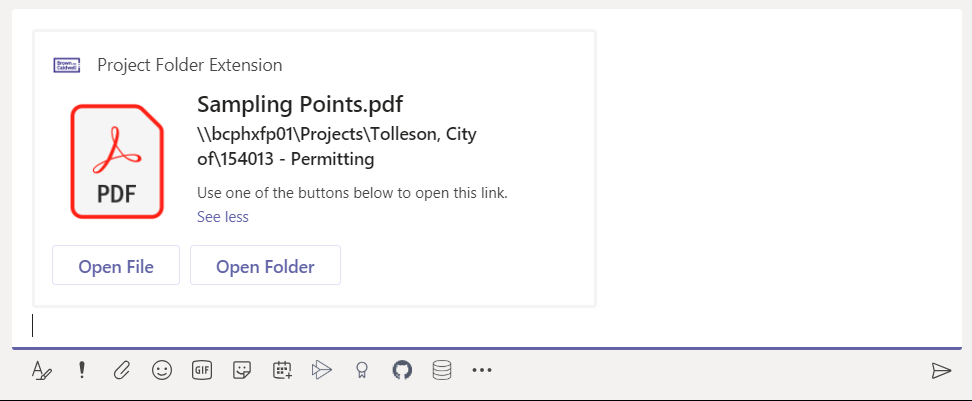 Brown and
Caldwell
Project Folder Extension
Sampling Points.pdf
\\bcphxfp01\Projects\Tolleson, City
of\154013 - Permitting
PDF
Use one of the buttons below to open this link.
See less
Open File
Open Folder
GIF